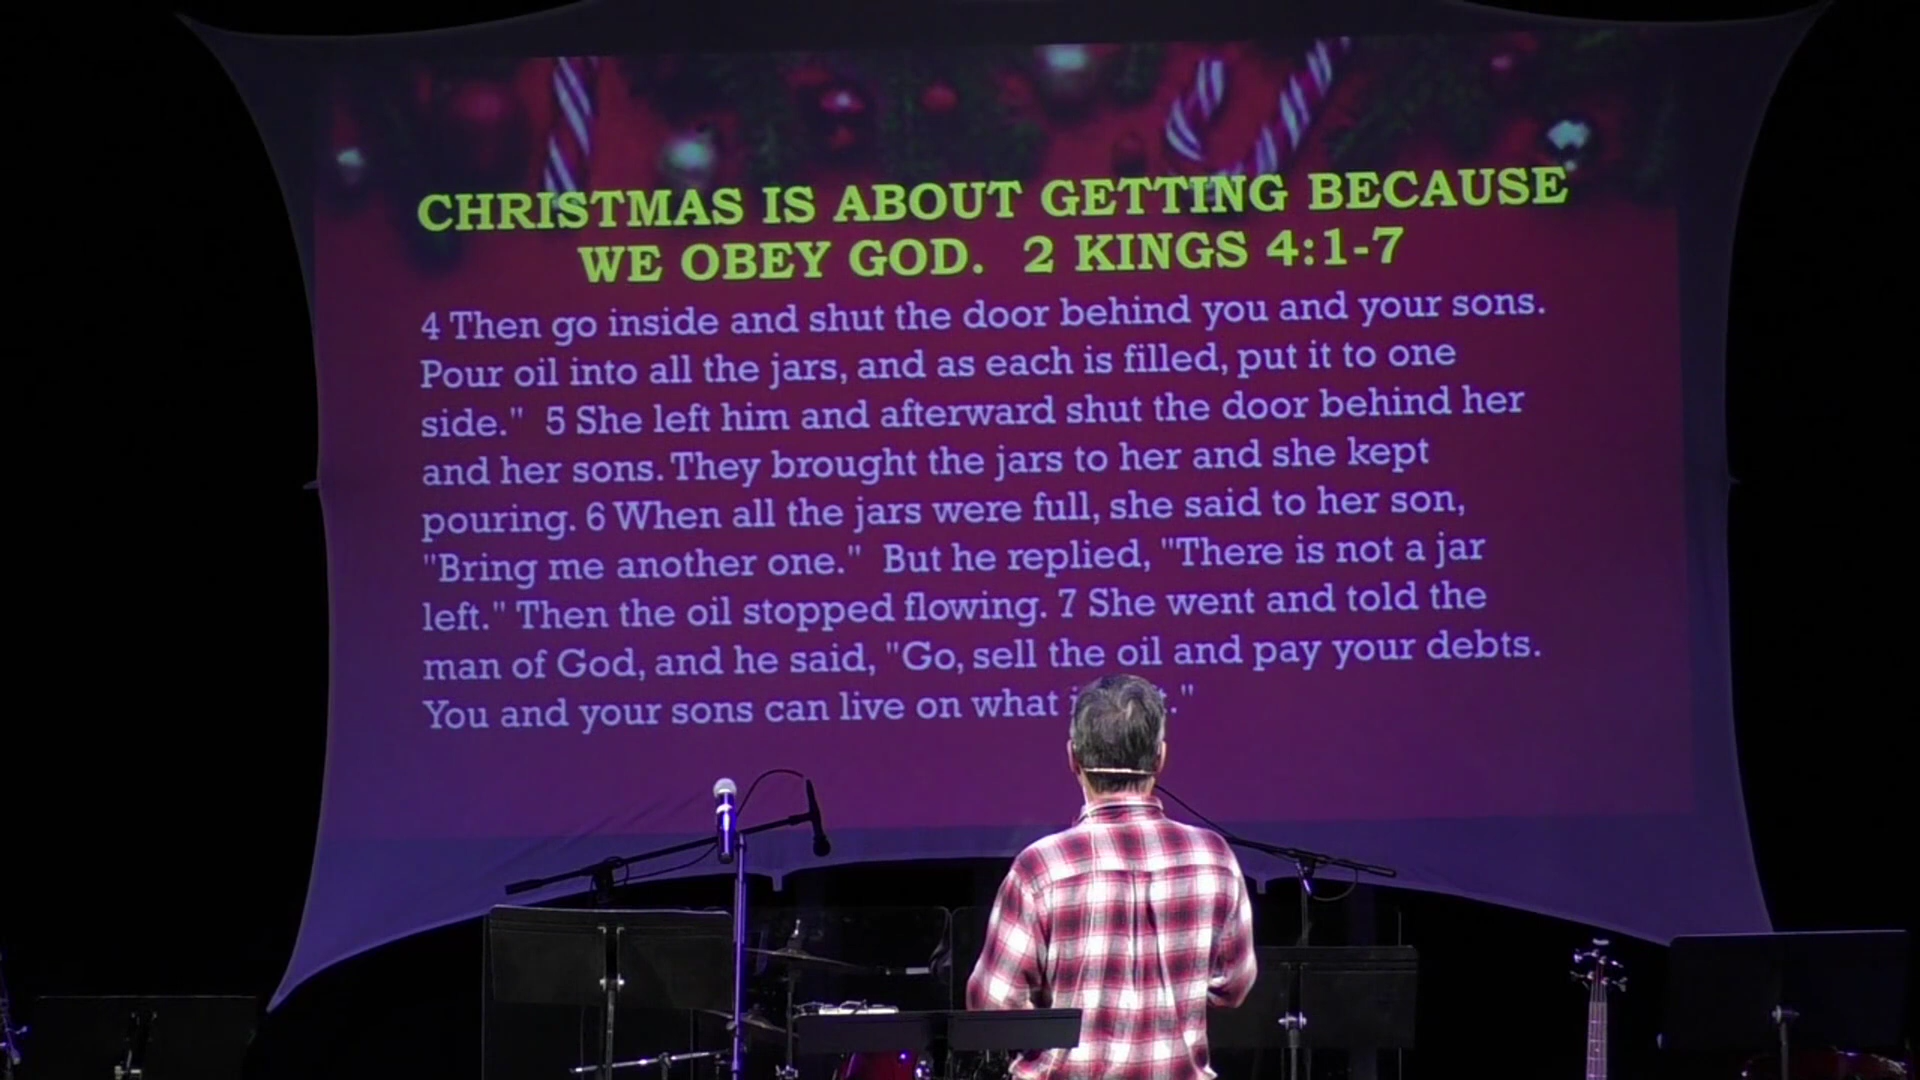 CHRISTMAS IS ABOUT GETTING BECAUSE
WE OBEY GOD. 2 KINGS 4:1-7
4 Then go inside and shut the door behind you and your sons.
Pour oil into all the jars, and as each is filled, put it to one
side." 5 She left him and afterward shut the door behind her
and her sons. They brought the jars to her and she kept
pouring. 6 When all the jars were full, she said to her son,
"Bring me another one." But he replied, "There is not a jar
left." Then the oil stopped flowing. 7 She went and told the
man of God, and he said, "Go, sell the oil and pay your debts.
You and your sons can live on what